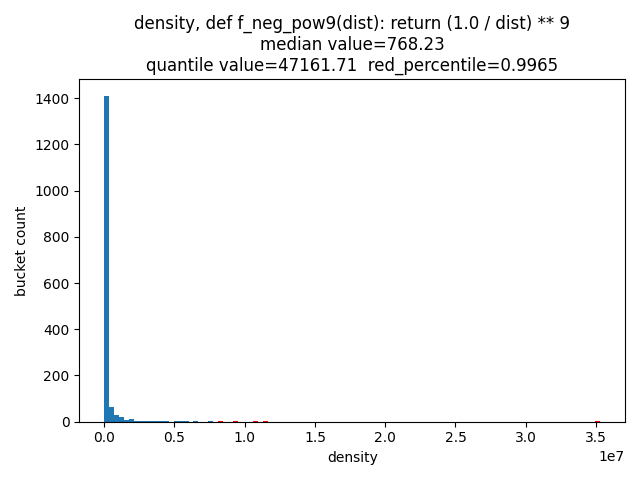 density, def f_neg_pow9(dist): return (1.0 / dist) ** 9
median value=768.23
quantile value=47161.71  red_percentile=0.9965
1400
1200
1000
800
600
400
200
0
bucket count
0.0 0.5 1.0 1.5 2.0 2.5 3.0 3.5
1e7
density